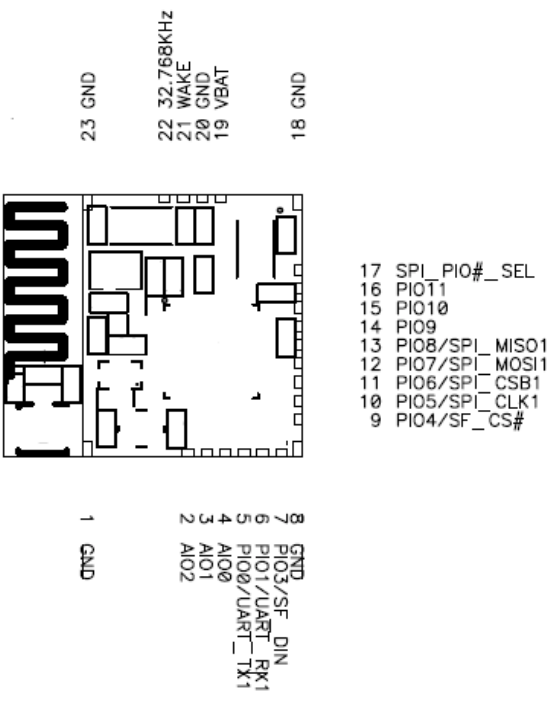 23 GND
22 32.768KHz
21 WAKE
20 GND
19 VBAT
18 GND
17 SPI_PIO#_SEL
16 PIO11
15 PIO10
14 PIO9
13 PIO8/SPI_MISO1
12 PIO7/SPI_MOSI1
11 PIO6/SPI_CSB1
10 PIO5/SPI_CLK1
9 PIO4/SF_CS#
1 GND
2 AIO2
3 AIO1
4 AIO0
5 PIO0/UART_TX1
6 PIO1/UART_RX1
7 PIO3/SF_DIN
8 GND